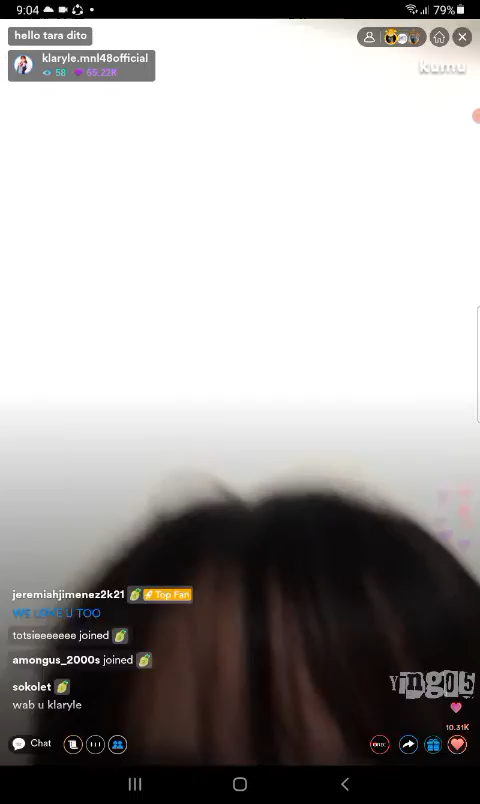 9:04
79%
hello tara dito
klaryle.mnl48official
58 65.22K
kumu
jeremiahjimenez2k21 Top Fan
WE LOVE U TOO
totsieeeeeee joined
amongus_2000s joined
sokolet
wab u klaryle
Yingo5
10.31K
Chat